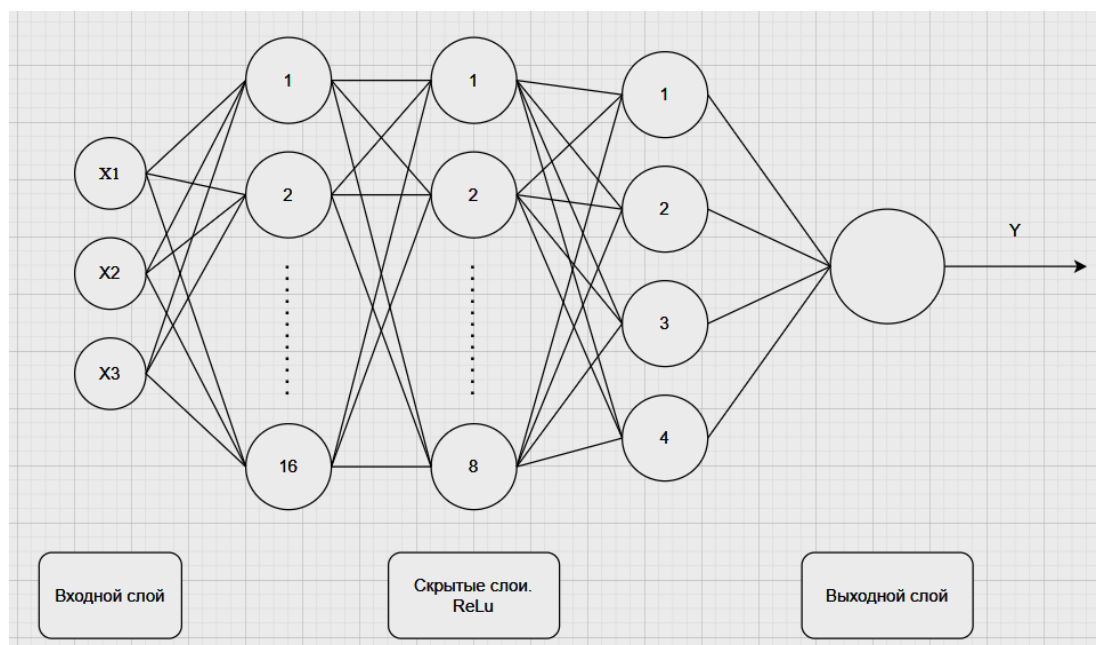 X1
X2
X3
1
2
16
1
2
8
1
2
3
4
Y
Входной слой
Скрытые слои.
ReLu
Выходной слой